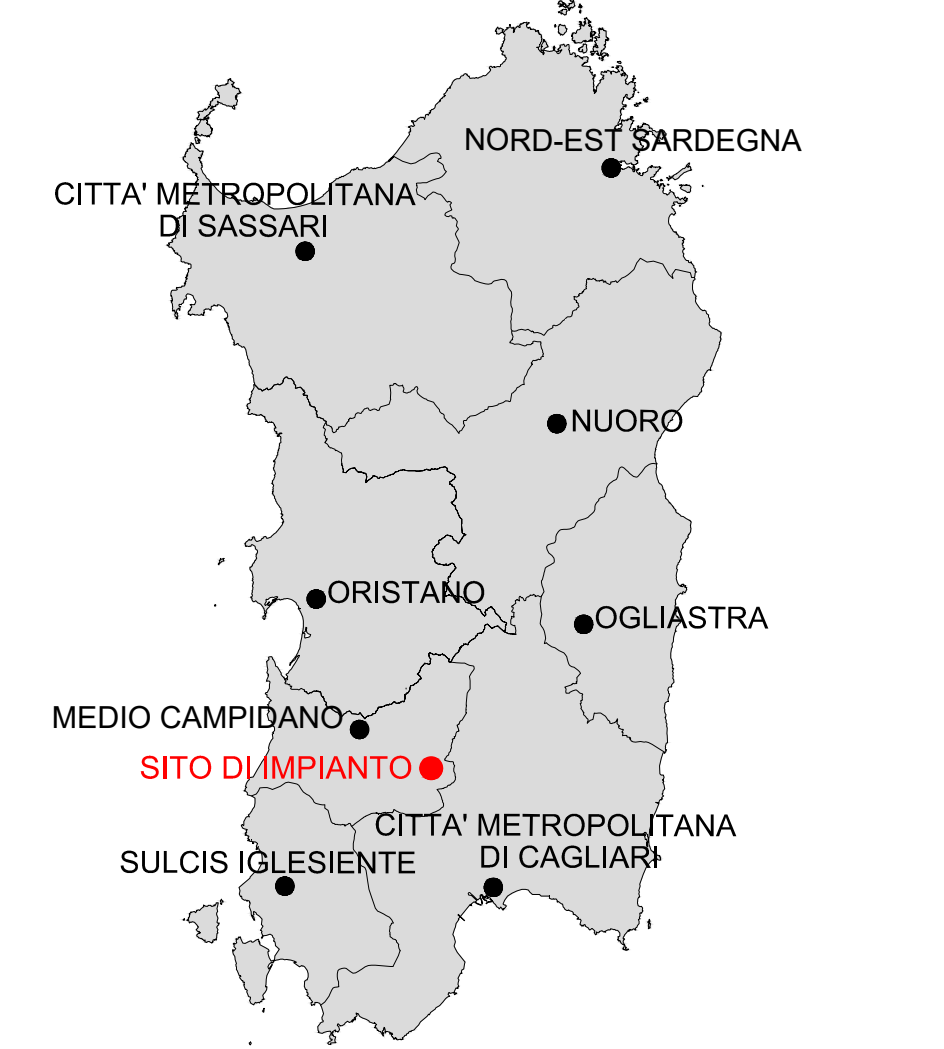 NORD-EST SARDEGNA
CITTA' METROPOLITANA
DI SASSARI
NUORO
ORISTANO
OGLIASTRA
MEDIO CAMPIDANO
SITO DI IMPIANTO
CITTA' METROPOLITANA
DI CAGLIARI
SULCIS IGLESIENTE